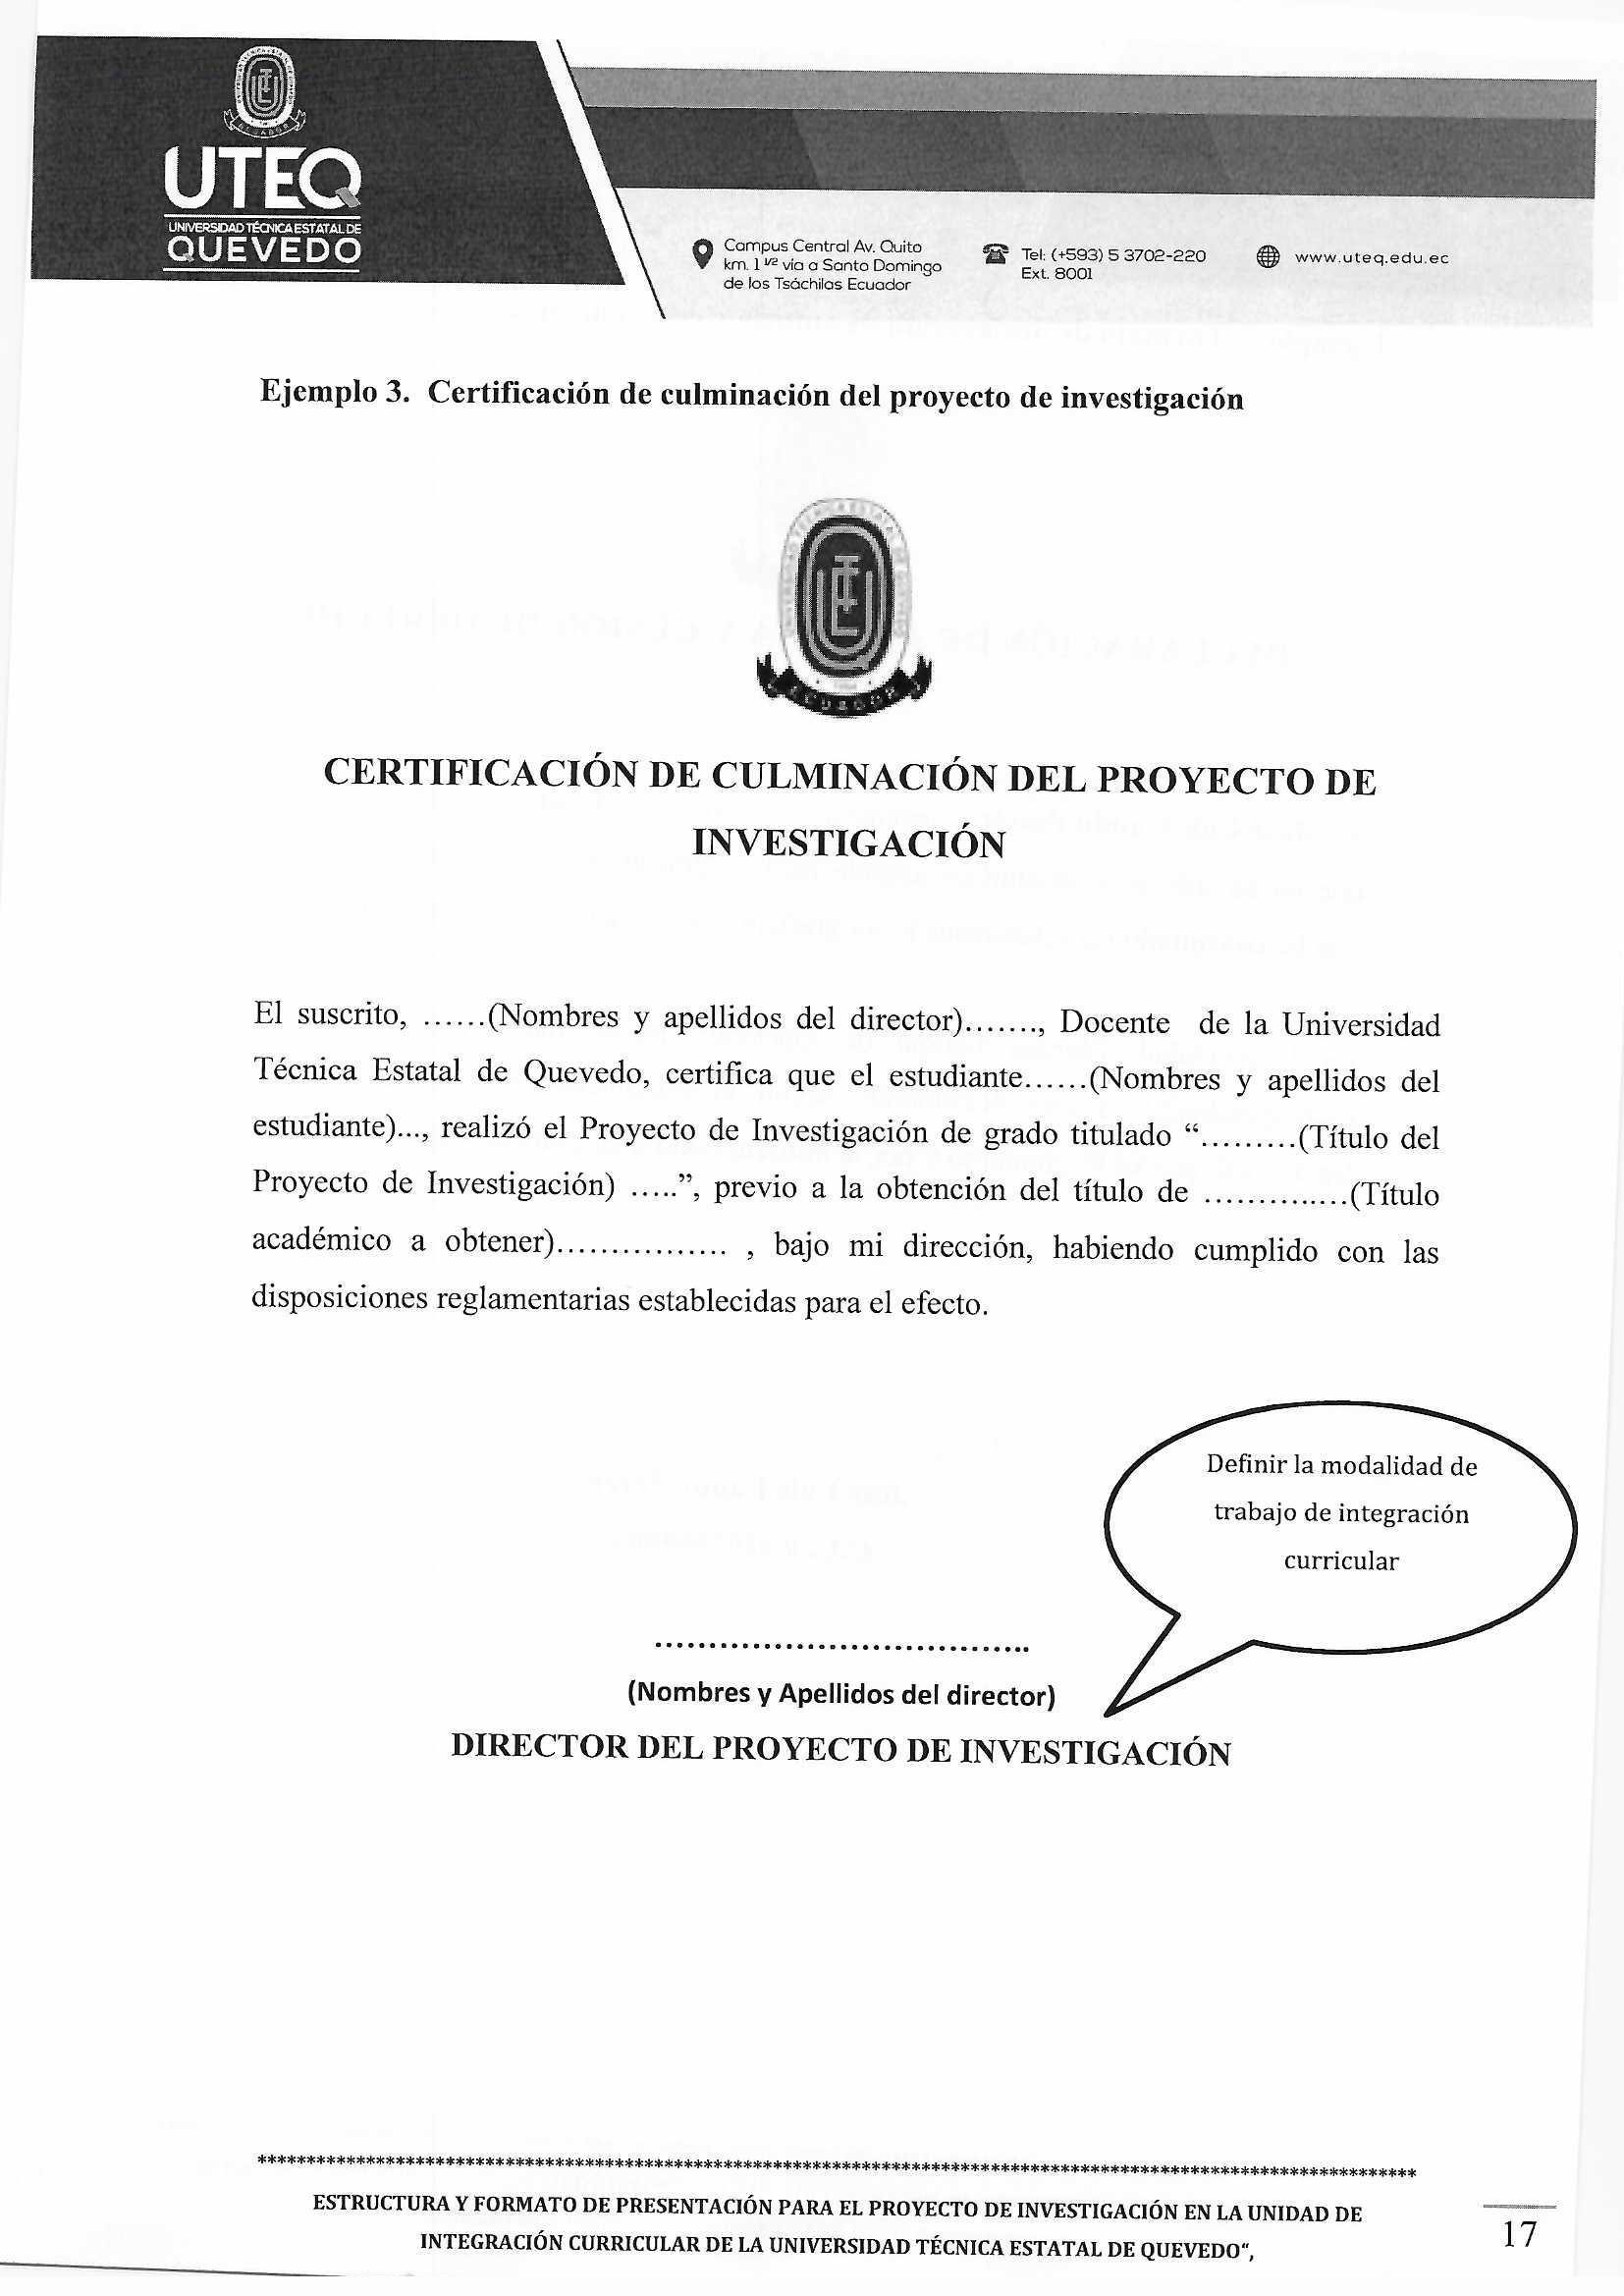 UTEQ
UNIVERSIDAD TÉCNICA ESTATAL DE
QUEVEDO
Campus Central Av. Quito
km. 1 1/2 vía a Santo Domingo
de los Tsáchilas Ecuador
Tel: (+593) 5 3702-220
Ext. 8001
www.uteq.edu.ec
Ejemplo 3. Certificación de culminación del proyecto de investigación
ECUADOR
CERTIFICACIÓN DE CULMINACIÓN DEL PROYECTO DE
INVESTIGACIÓN
El suscrito, ......(Nombres y apellidos del director)......., Docente de la Universidad
Técnica Estatal de Quevedo, certifica que el estudiante......(Nombres y apellidos del
estudiante)..., realizó el Proyecto de Investigación de grado titulado “.........(Título del
Proyecto de Investigación) .....”, previo a la obtención del título de .............(Título
académico a obtener)................ , bajo mi dirección, habiendo cumplido con las
disposiciones reglamentarias establecidas para el efecto.
Definir la modalidad de
trabajo de integración
curricular
...................................
(Nombres y Apellidos del director)
DIRECTOR DEL PROYECTO DE INVESTIGACIÓN
************************************************************************************************************************
ESTRUCTURA Y FORMATO DE PRESENTACIÓN PARA EL PROYECTO DE INVESTIGACIÓN EN LA UNIDAD DE
INTEGRACIÓN CURRICULAR DE LA UNIVERSIDAD TÉCNICA ESTATAL DE QUEVEDO“,
17